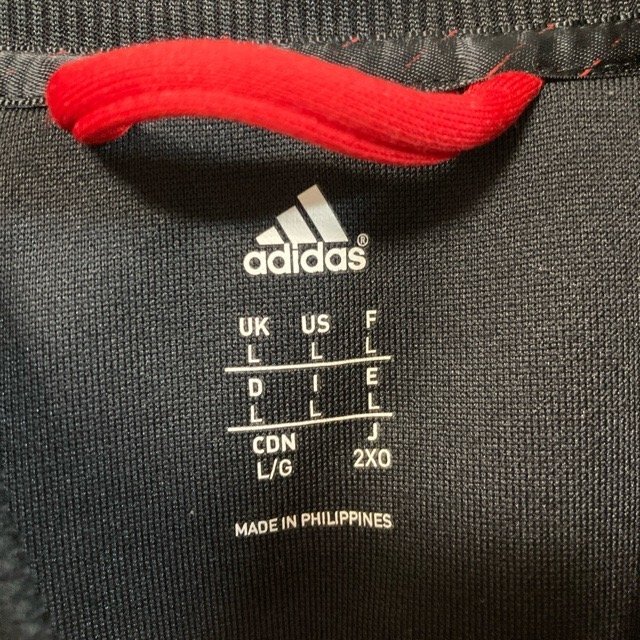 adidas®
UK US F
L L L
D I E
L L L
CDN J
L/G 2XO
MADE IN PHILIPPINES